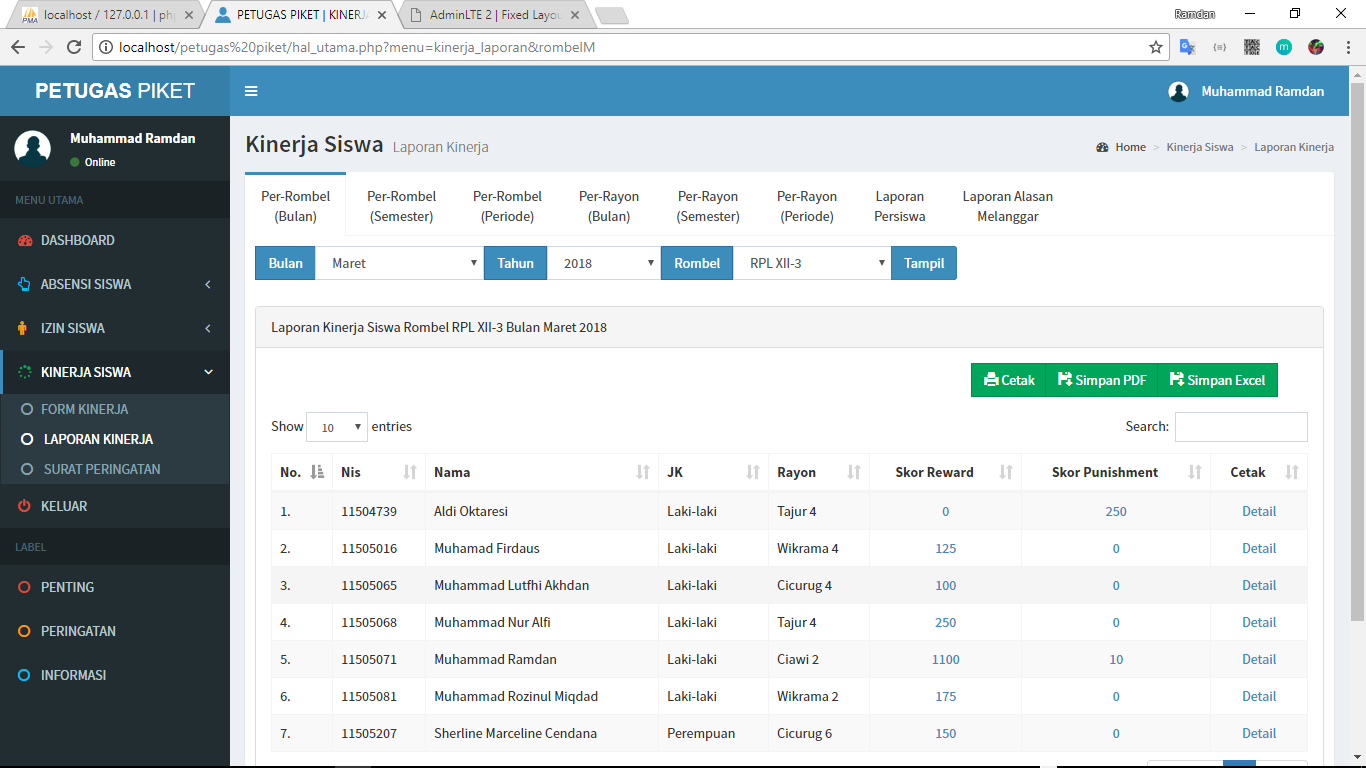 localhost / 127.0.0.1 | ph
PETUGAS PIKET | KINERJ
AdminLTE 2 | Fixed Layou
Ramdan
localhost/petugas%20piket/hal_utama.php?menu=kinerja_laporan&rombelM
PETUGAS PIKET
Muhammad Ramdan
Muhammad Ramdan
Online
MENU UTAMA
DASHBOARD
ABSENSI SISWA
IZIN SISWA
KINERJA SISWA
FORM KINERJA
LAPORAN KINERJA
SURAT PERINGATAN
KELUAR
LABEL
PENTING
PERINGATAN
INFORMASI
Kinerja Siswa Laporan Kinerja
Home > Kinerja Siswa > Laporan Kinerja
Per-Rombel (Bulan)
Per-Rombel (Semester)
Per-Rombel (Periode)
Per-Rayon (Bulan)
Per-Rayon (Semester)
Per-Rayon (Periode)
Laporan Persiswa
Laporan Alasan Melanggar
Bulan Maret Tahun 2018 Rombel RPL XII-3 Tampil
Laporan Kinerja Siswa Rombel RPL XII-3 Bulan Maret 2018
Cetak Simpan PDF Simpan Excel
Show 10 entries Search:
No. Nis Nama JK Rayon Skor Reward Skor Punishment Cetak
1. 11504739 Aldi Oktaresi Laki-laki Tajur 4 0 250 Detail
2. 11505016 Muhamad Firdaus Laki-laki Wikrama 4 125 0 Detail
3. 11505065 Muhammad Lutfhi Akhdan Laki-laki Cicurug 4 100 0 Detail
4. 11505068 Muhammad Nur Alfi Laki-laki Tajur 4 250 0 Detail
5. 11505071 Muhammad Ramdan Laki-laki Ciawi 2 1100 10 Detail
6. 11505081 Muhammad Rozinul Miqdad Laki-laki Wikrama 2 175 0 Detail
7. 11505207 Sherline Marceline Cendana Perempuan Cicurug 6 150 0 Detail